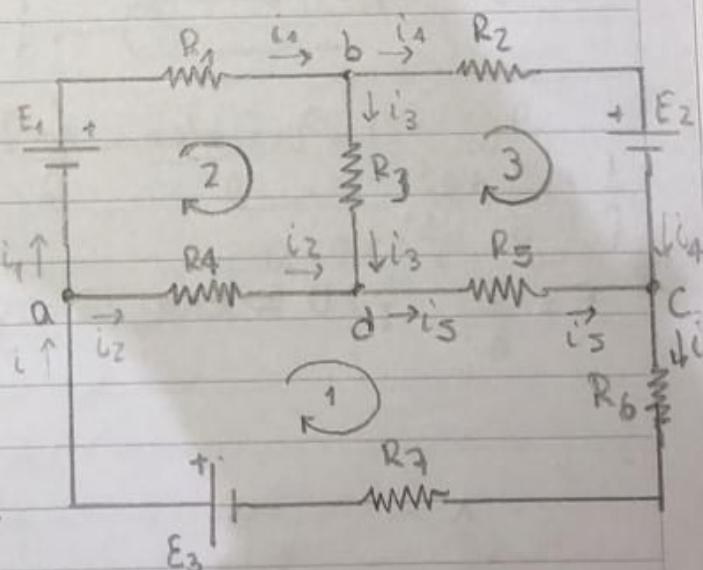 R1 i1 b i4 R2
E1 + i3 + E2
2 R3 3
i1 R4 i2 i3 R5 i4
a i2 d i5 i5 c
i i
1 R6
+ R7
E3